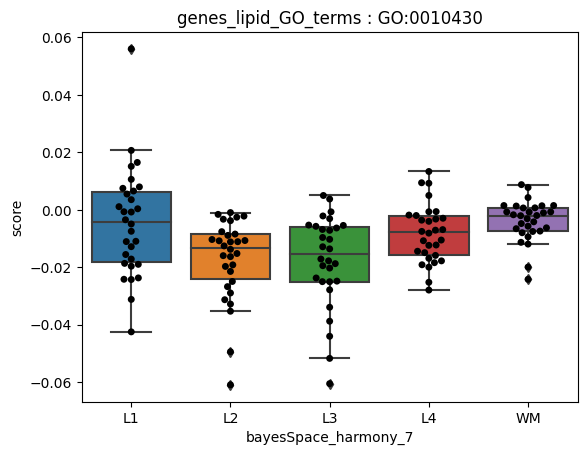 genes_lipid_GO_terms : GO:0010430
0.06
0.04
0.02
0.00
−0.02
−0.04
−0.06
score
L1 L2 L3 L4 WM
bayesSpace_harmony_7